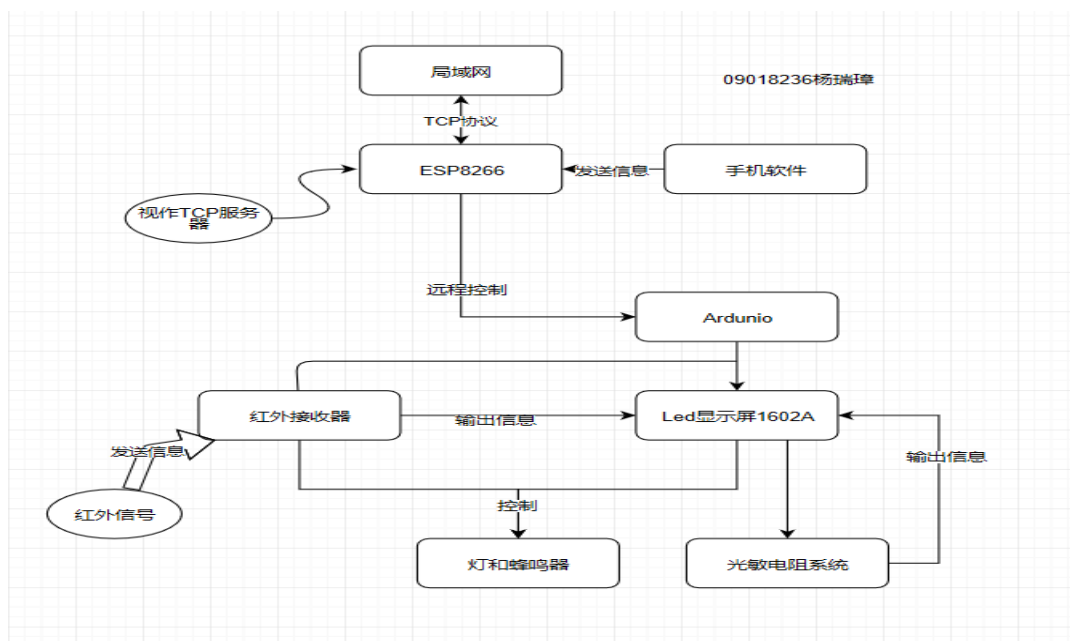 局域网
09018236杨瑞璋
TCP协议
ESP8266
发送信息
手机软件
视作TCP服务
器
远程控制
Ardunio
红外接收器
输出信息
Led显示屏1602A
发送信息
输出信息
红外信号
控制
灯和蜂鸣器
光敏电阻系统